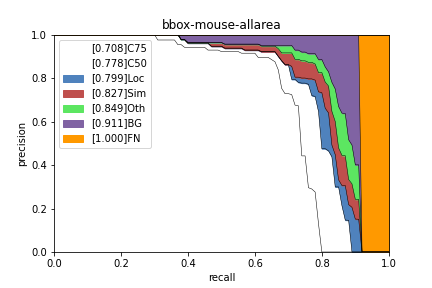 bbox-mouse-allarea
[0.708]C75
[0.778]C50
[0.799]Loc
[0.827]Sim
[0.849]Oth
[0.911]BG
[1.000]FN
precision
1.0
0.8
0.6
0.4
0.2
0.0
0.0 0.2 0.4 0.6 0.8 1.0
recall